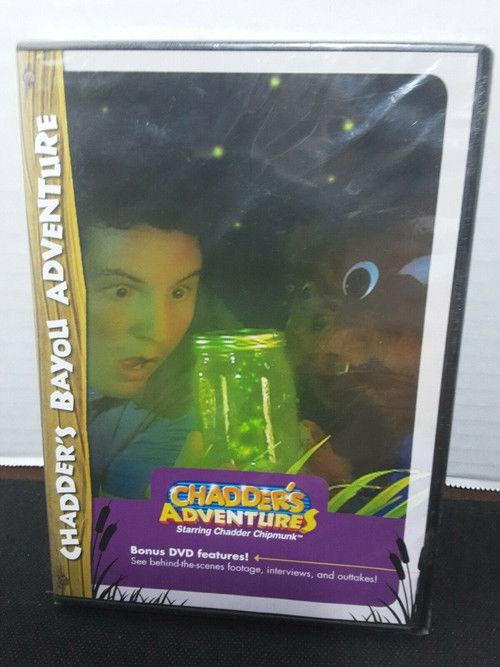 CHADDER'S BAYOU ADVENTURE
CHADDER'S
ADVENTURES
Starring Chadder Chipmunk™
Bonus DVD features!
See behind-the-scenes footage, interviews, and outtakes!